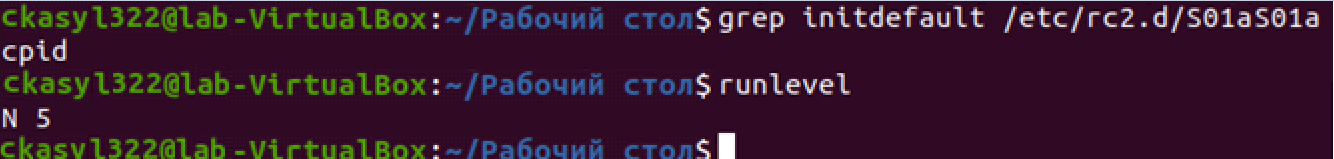 ckasyl322@lab-VirtualBox:~/Рабочий стол$ grep initdefault /etc/rc2.d/S01aS01a
cpid
ckasyl322@lab-VirtualBox:~/Рабочий стол$ runlevel
N 5
ckasyl322@lab-VirtualBox:~/Рабочий стол$